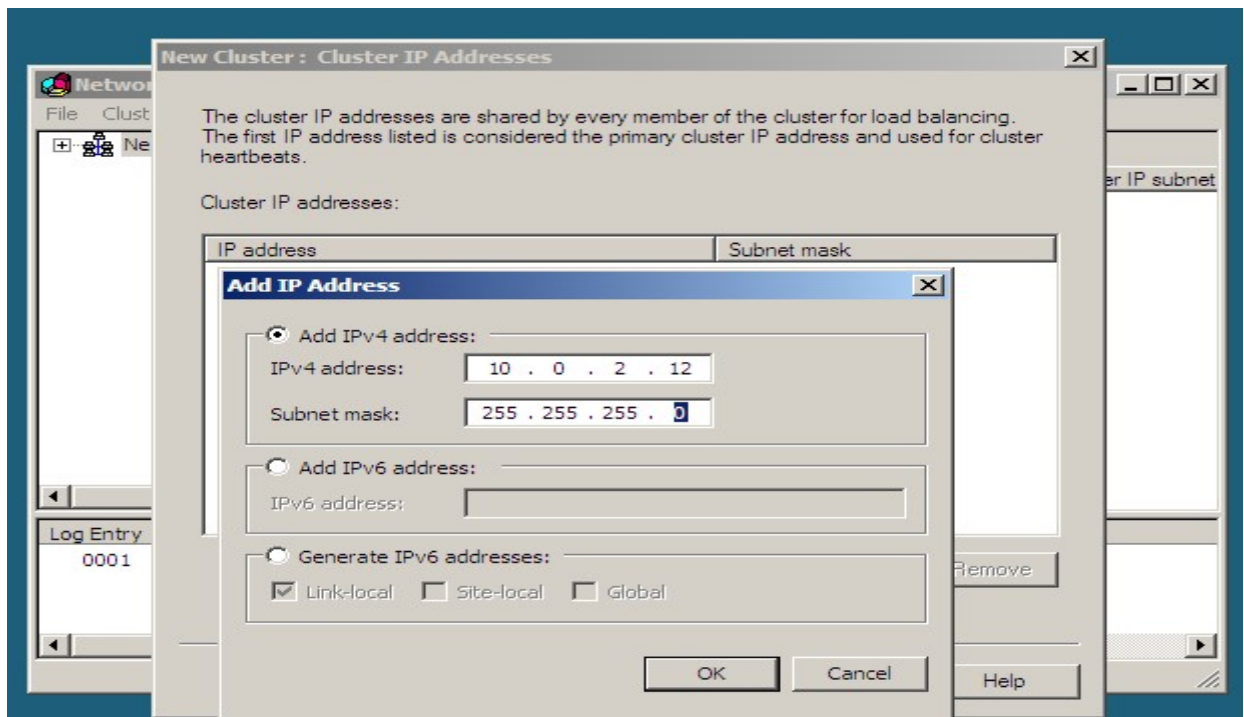 New Cluster : Cluster IP Addresses
Networ
File Clust
Ne
The cluster IP addresses are shared by every member of the cluster for load balancing.
The first IP address listed is considered the primary cluster IP address and used for cluster
heartbeats.
er IP subnet
Cluster IP addresses:
IP address Subnet mask
Add IP Address
Add IPv4 address:
IPv4 address: 10 . 0 . 2 . 12
Subnet mask: 255 . 255 . 255 . 0
Add IPv6 address:
IPv6 address:
Log Entry
0001
Generate IPv6 addresses:
Link-local Site-local Global
Remove
OK Cancel
Help